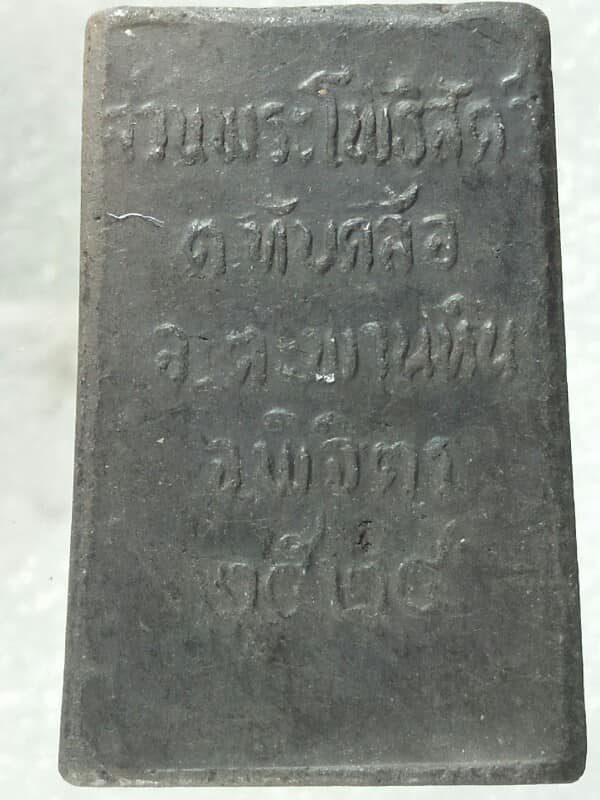 สวนพระโพธิสัตว์
ต.ทับคล้อ
อ.ตะพานหิน
จ.พิจิตร
๒๕๒๕